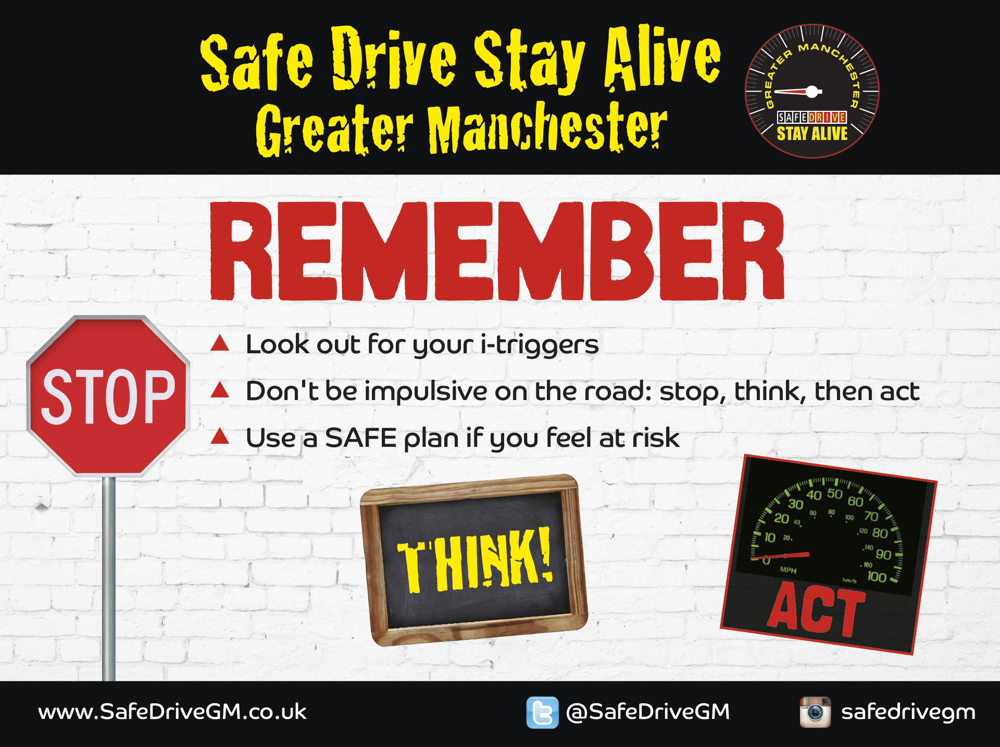 Safe Drive Stay Alive
Greater Manchester
GREATER MANCHESTER
SAFEDRIVE
STAY ALIVE
REMEMBER
STOP
Look out for your i-triggers
Don't be impulsive on the road: stop, think, then act
Use a SAFE plan if you feel at risk
THINK!
0 10 20 30 40 50 60 70 80 90 100
20 40 60 80 100 120 140 160
MPH
km/h
ACT
www.SafeDriveGM.co.uk
@SafeDriveGM
safedrivegm